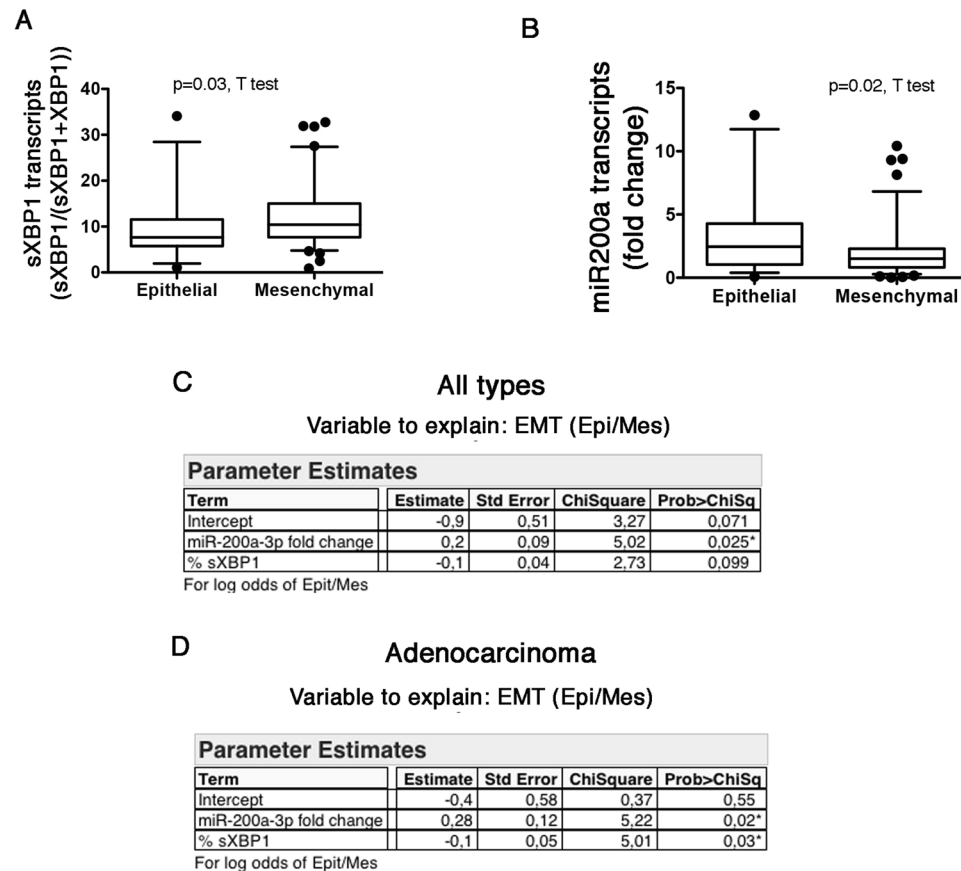 A
sXBP1 transcripts
(sXBP1/(sXBP1+XBP1))
p=0.03, T test
40
30
20
10
0
Epithelial Mesenchymal
B
miR200a transcripts
(fold change)
p=0.02, T test
15
10
5
0
Epithelial Mesenchymal
C
All types
Variable to explain: EMT (Epi/Mes)
Parameter Estimates
Term Estimate Std Error ChiSquare Prob>ChiSq
Intercept -0,9 0,51 3,27 0,071
miR-200a-3p fold change 0,2 0,09 5,02 0,025*
% sXBP1 -0,1 0,04 2,73 0,099
For log odds of Epit/Mes
D
Adenocarcinoma
Variable to explain: EMT (Epi/Mes)
Parameter Estimates
Term Estimate Std Error ChiSquare Prob>ChiSq
Intercept -0,4 0,58 0,37 0,55
miR-200a-3p fold change 0,28 0,12 5,22 0,02*
% sXBP1 -0,1 0,05 5,01 0,03*
For log odds of Epit/Mes